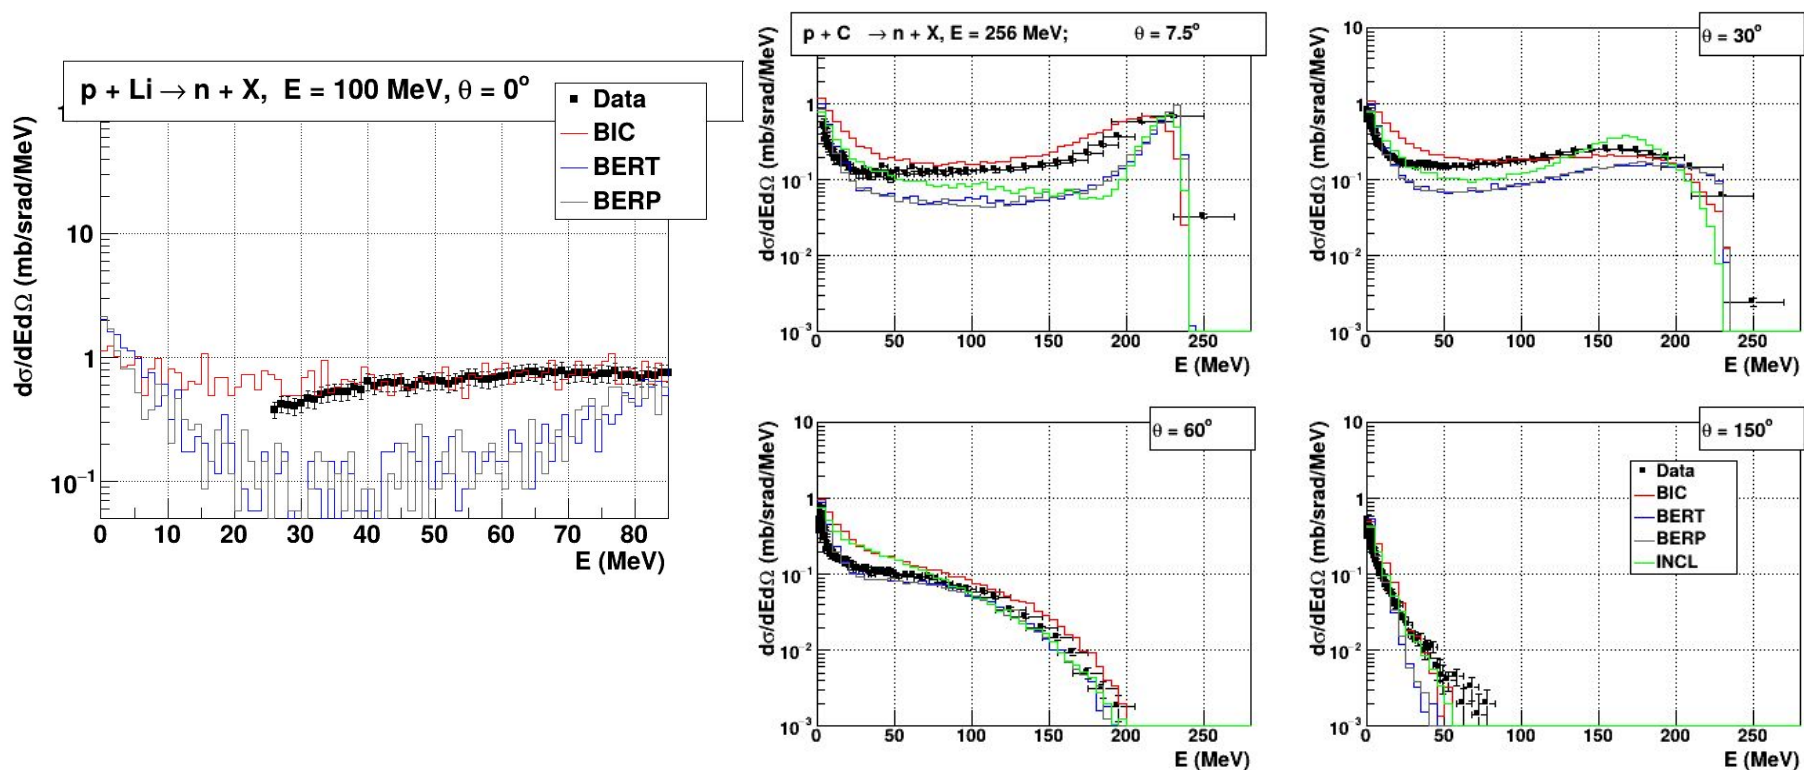 p + Li → n + X, E = 100 MeV, θ = 0°
Data
BIC
BERT
BERP
dσ/dEdΩ (mb/srad/MeV)
10
1
10⁻¹
0 10 20 30 40 50 60 70 80
E (MeV)
p + C → n + X, E = 256 MeV; θ = 7.5°
dσ/dEdΩ (mb/srad/MeV)
1
10⁻¹
10⁻²
10⁻³
0 50 100 150 200 250
E (MeV)
θ = 30°
dσ/dEdΩ (mb/srad/MeV)
10
1
10⁻¹
10⁻²
10⁻³
0 50 100 150 200 250
E (MeV)
θ = 60°
dσ/dEdΩ (mb/srad/MeV)
10
1
10⁻¹
10⁻²
10⁻³
0 50 100 150 200 250
E (MeV)
θ = 150°
Data
BIC
BERT
BERP
INCL
dσ/dEdΩ (mb/srad/MeV)
10
1
10⁻¹
10⁻²
10⁻³
0 50 100 150 200 250
E (MeV)